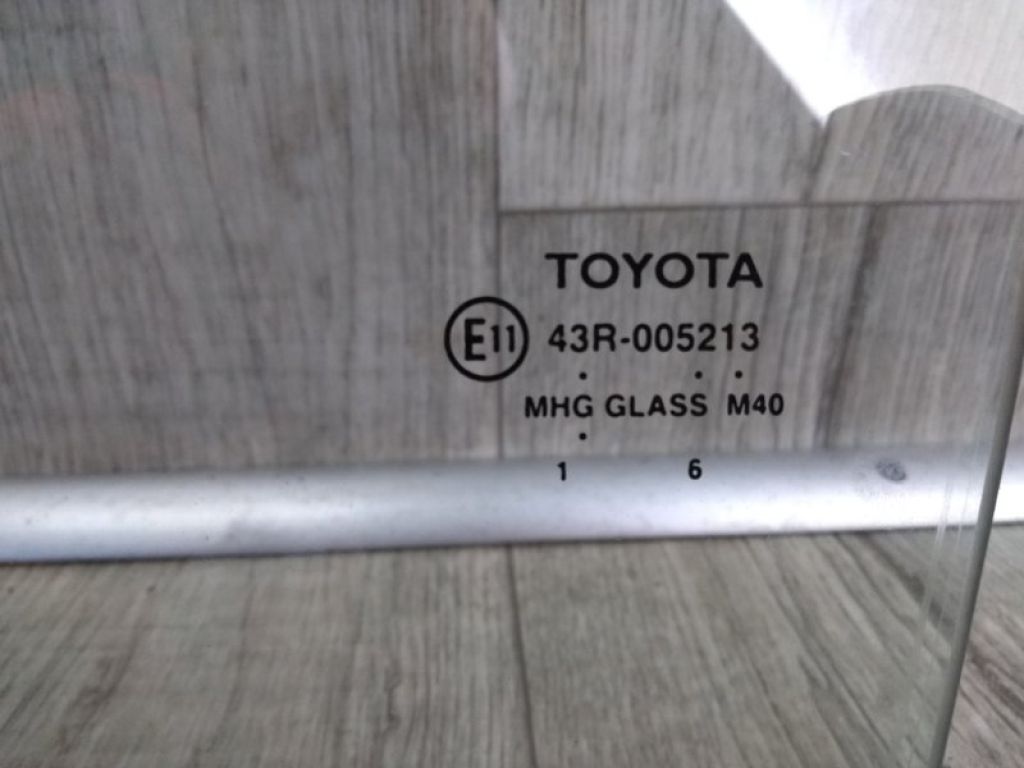 TOYOTA
E11 43R-005213
. . .
MHG GLASS M40
.
1 6